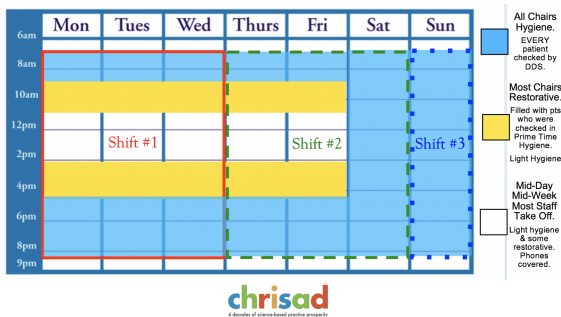 Mon Tues Wed Thurs Fri Sat Sun
6am
8am
10am
12pm
2pm
4pm
6pm
8pm
9pm
Shift #1 Shift #2 Shift #3
All Chairs
Hygiene.
EVERY
patient
checked by
DDS.
Most Chairs
Restorative.
Filled with pts
who were
checked in
Prime Time
Hygiene.
Light Hygiene
Mid-Day
Mid-Week
Most Staff
Take Off.
Light hygiene
& some
restorative.
Phones
covered.
chrisad
4 decades of science-based practice prosperity